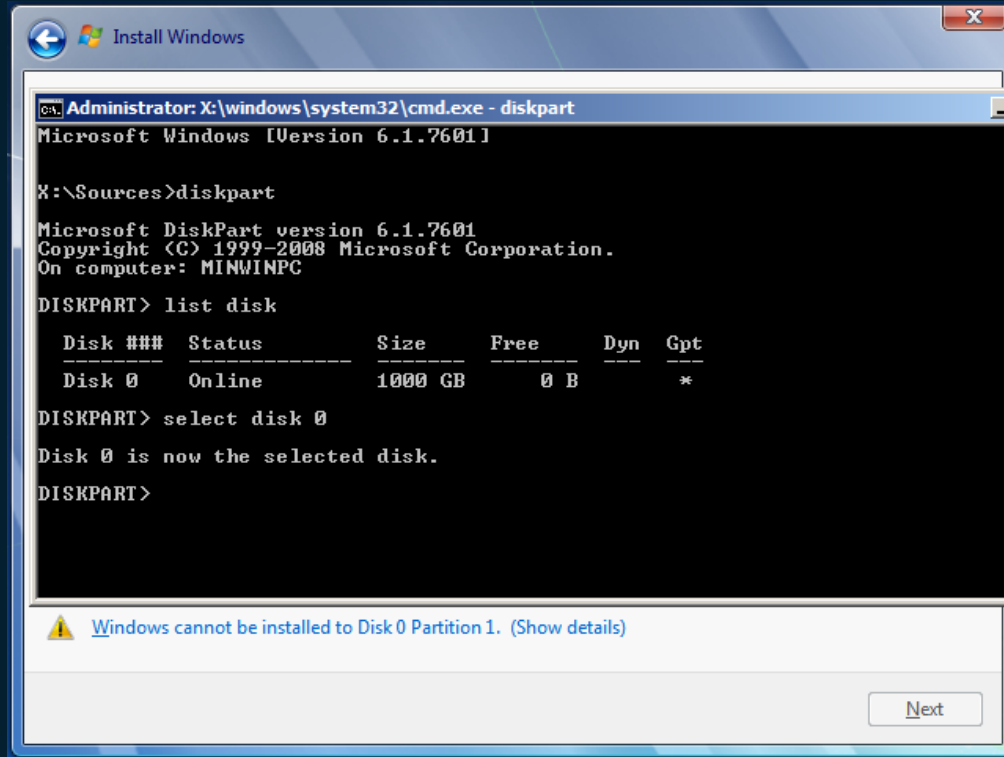 Install Windows
Administrator: X:\windows\system32\cmd.exe - diskpart
Microsoft Windows [Version 6.1.7601]
X:\Sources>diskpart
Microsoft DiskPart version 6.1.7601
Copyright (C) 1999-2008 Microsoft Corporation.
On computer: MINWINPC
DISKPART> list disk
Disk ###  Status         Size     Free     Dyn  Gpt
--------  -------------  -------  -------  ---  ---
Disk 0    Online         1000 GB      0 B        *
DISKPART> select disk 0
Disk 0 is now the selected disk.
DISKPART>
Windows cannot be installed to Disk 0 Partition 1. (Show details)
Next